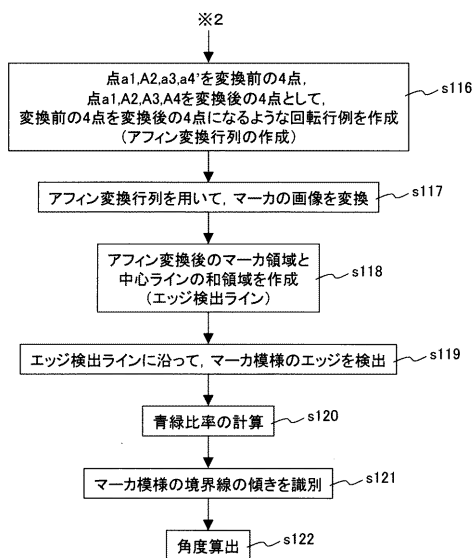 ※2
点a1,A2,a3,a4'を変換前の4点,
点a1,A2,A3,A4を変換後の4点として,
変換前の4点を変換後の4点になるような回転行例を作成
(アフィン変換行列の作成)
s116
アフィン変換行列を用いて, マーカの画像を変換
s117
アフィン変換後のマーカ領域と
中心ラインの和領域を作成
(エッジ検出ライン)
s118
エッジ検出ラインに沿って, マーカ模様のエッジを検出
s119
青緑比率の計算
s120
マーカ模様の境界線の傾きを識別
s121
角度算出
s122